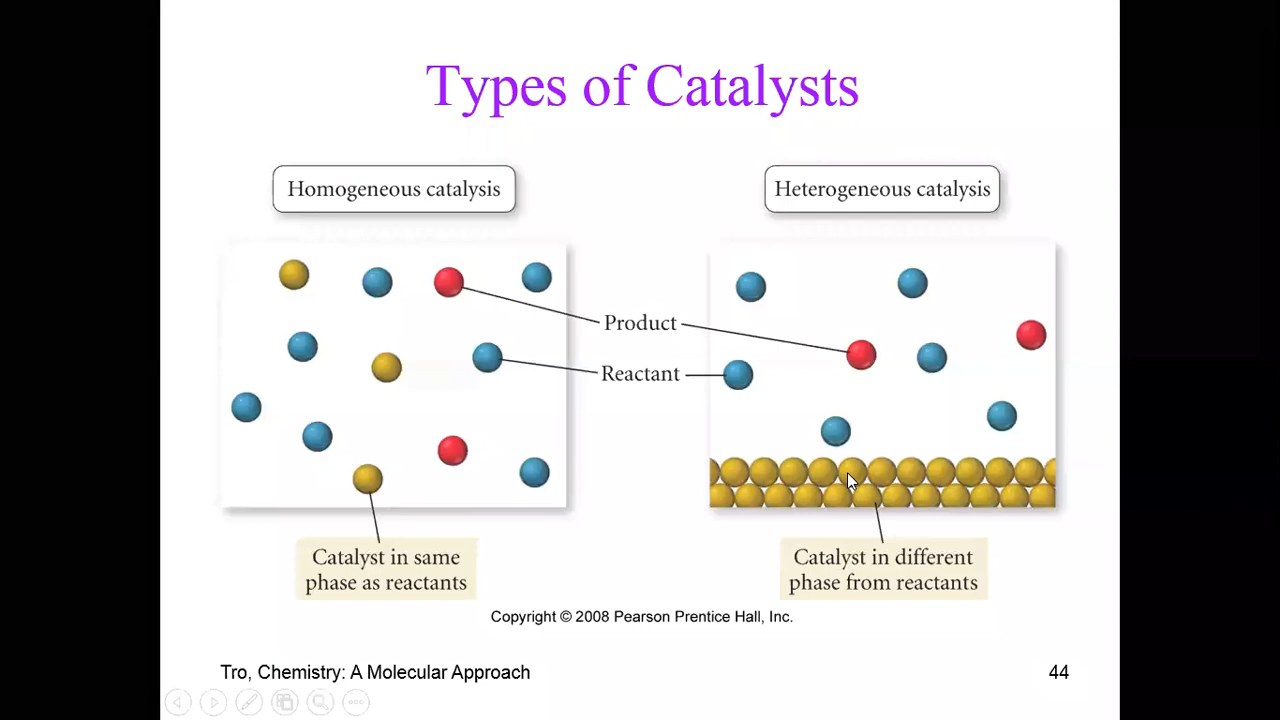 Types of Catalysts
Homogeneous catalysis
Heterogeneous catalysis
Product
Reactant
Catalyst in same
phase as reactants
Catalyst in different
phase from reactants
Copyright © 2008 Pearson Prentice Hall, Inc.
Tro, Chemistry: A Molecular Approach
44